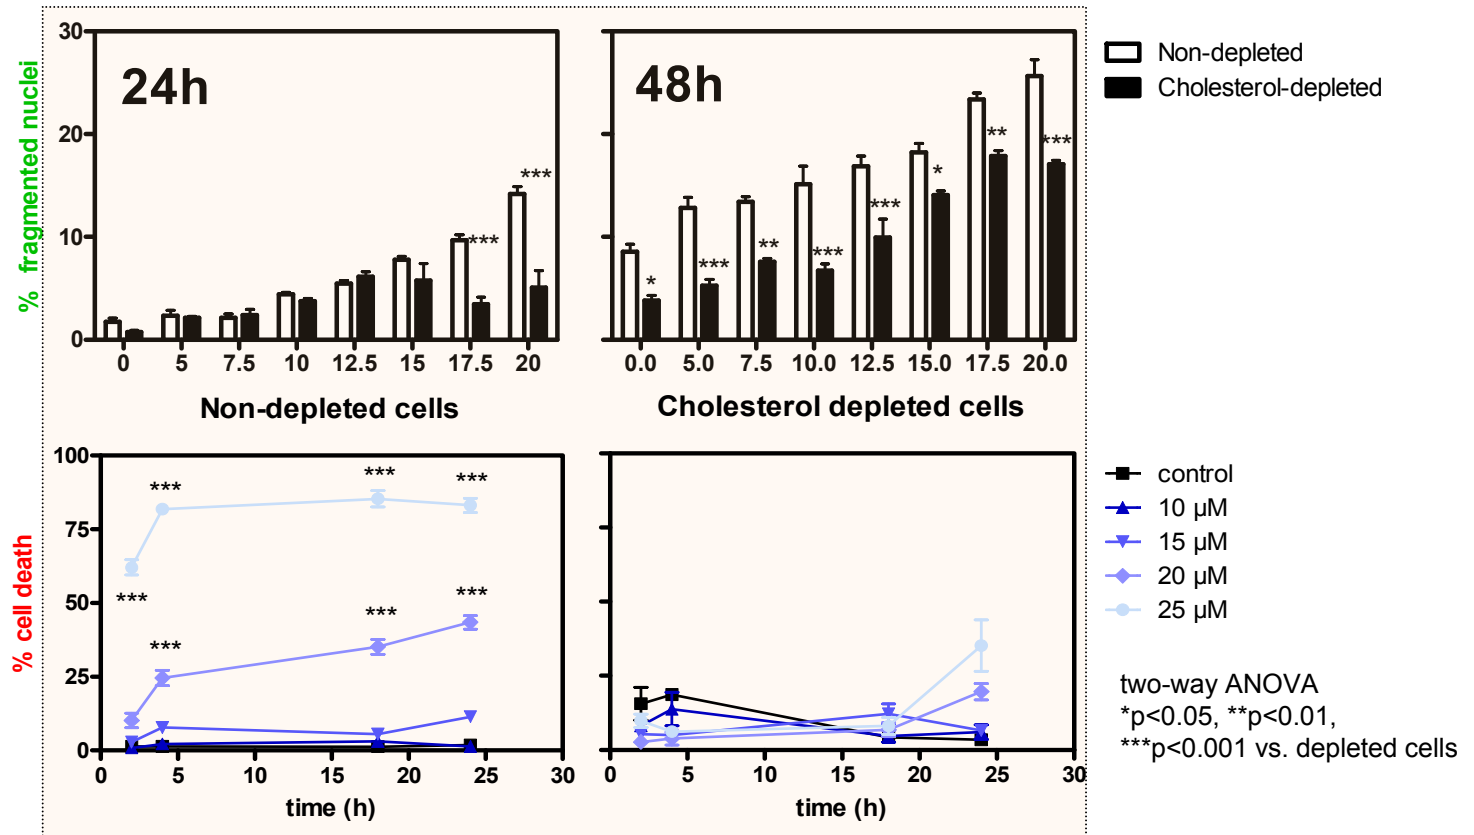 30
20
10
0
% fragmented nuclei
24h
***
***
0 5 7.5 10 12.5 15 17.5 20
48h
* *** ** *** *** * ** ***
0.0 5.0 7.5 10.0 12.5 15.0 17.5 20.0
Non-depleted
Cholesterol-depleted
Non-depleted cells
Cholesterol depleted cells
100
75
50
25
0
% cell death
*** *** ***
*** *** ***
***
0 5 10 15 20 25 30
time (h)
0 5 10 15 20 25 30
time (h)
control
10 µM
15 µM
20 µM
25 µM
two-way ANOVA
*p<0.05, **p<0.01,
***p<0.001 vs. depleted cells